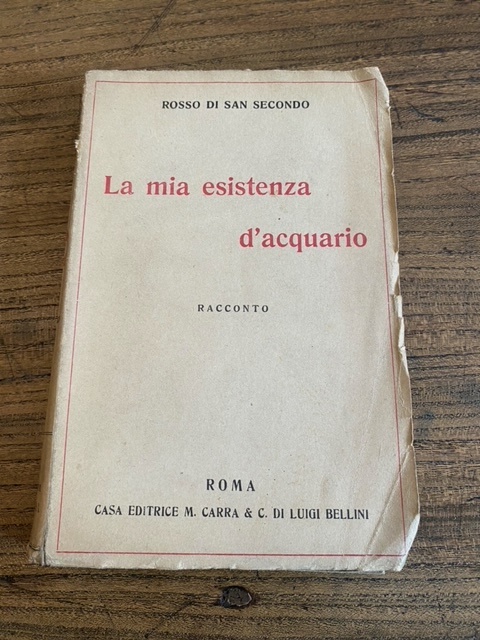 ROSSO DI SAN SECONDO
La mia esistenza
d'acquario
RACCONTO
ROMA
CASA EDITRICE M. CARRA & C. DI LUIGI BELLINI